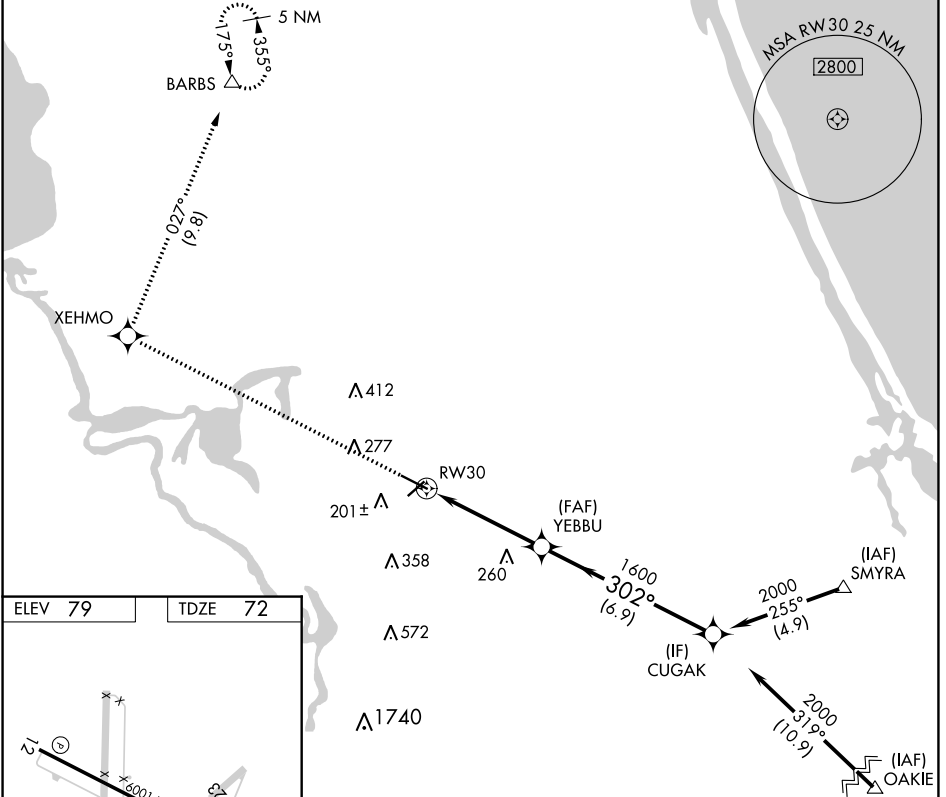 5 NM
175°
355°
BARBS
MSA RW30 25 NM
2800
027°
(9.8)
XEHMO
412
277
RW30
201±
(FAF)
YEBBU
358
260
1600
302°
(6.9)
(IAF)
SMYRA
2000
255°
(4.9)
ELEV 79
TDZE 72
572
(IF)
CUGAK
1740
2000
319°
(10.9)
(IAF)
OAKIE
12
P
X X
X X
6001
23